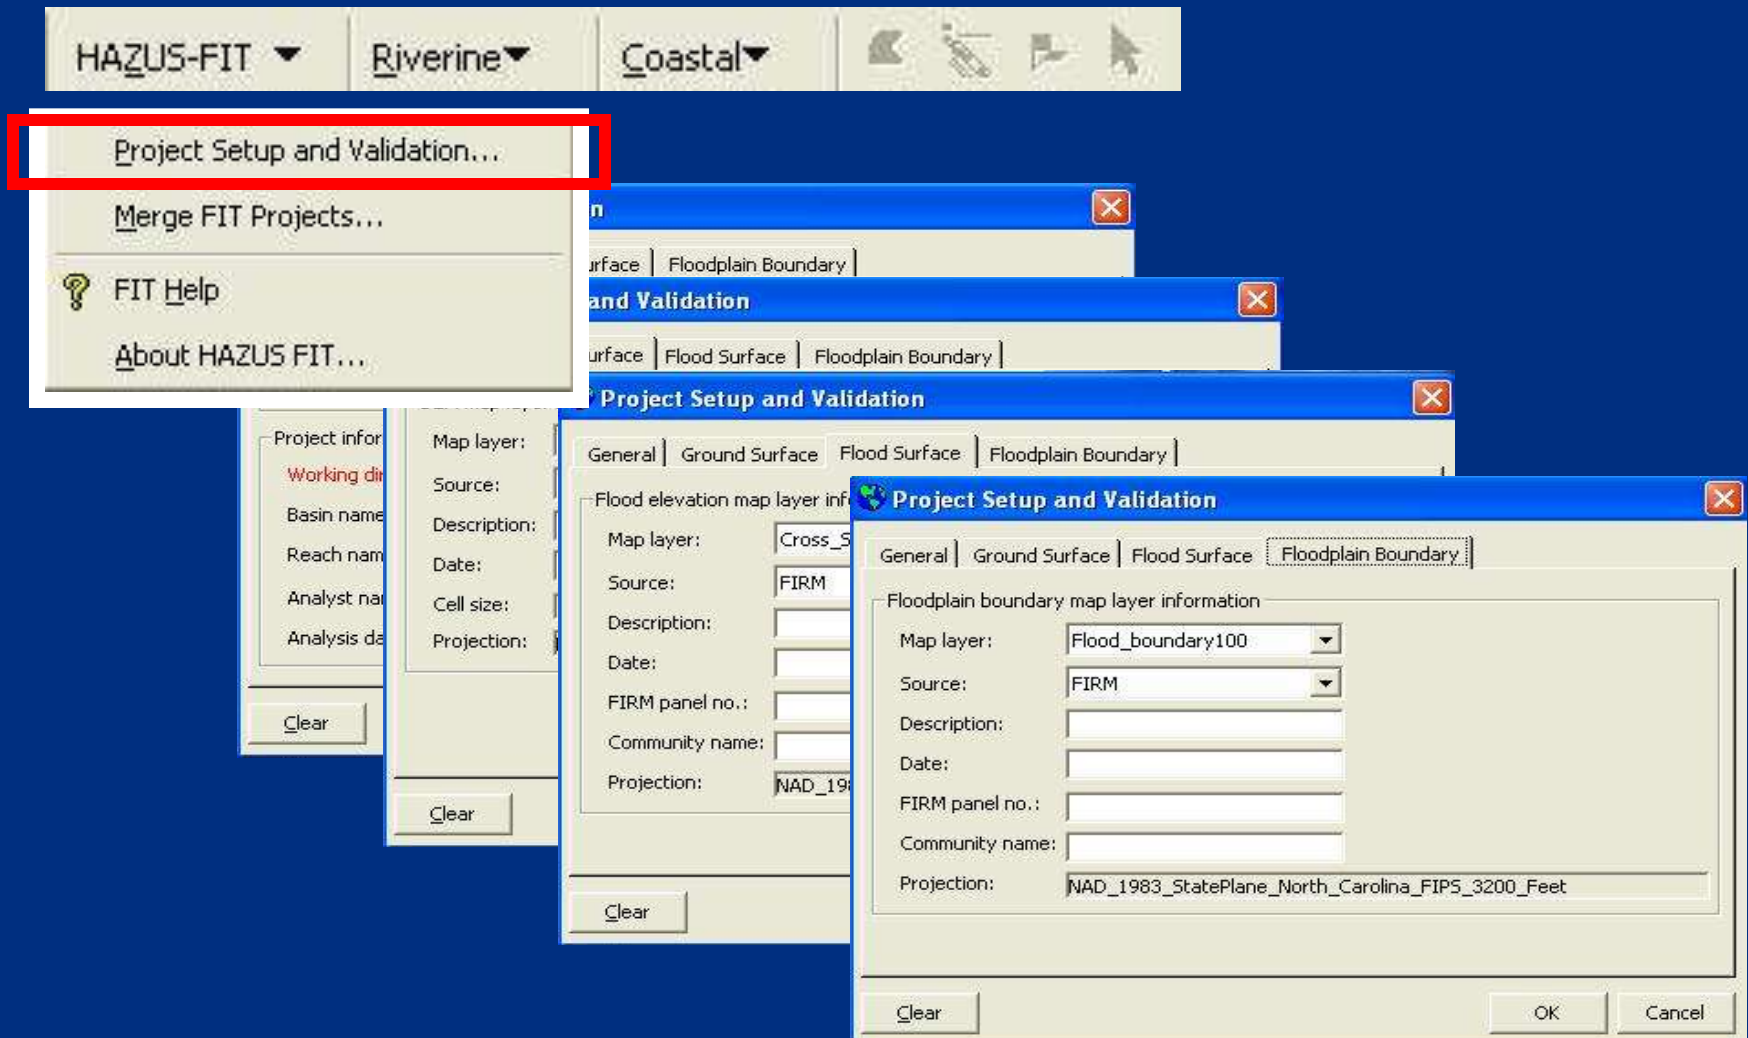 HAZUS-FIT Riverine Coastal
Project Setup and Validation...
Merge FIT Projects...
FIT Help
About HAZUS FIT...
Floodplain Boundary
and Validation
Flood Surface Floodplain Boundary
Project infor
Working dir
Basin name
Reach nam
Analyst nar
Analysis da
Clear
Map layer:
Source:
Description:
Date:
Cell size:
Projection:
Clear
Project Setup and Validation
General Ground Surface Flood Surface Floodplain Boundary
Flood elevation map layer inf
Map layer: Cross_S
Source: FIRM
Description:
Date:
FIRM panel no.:
Community name:
Projection: NAD_198
Clear
Project Setup and Validation
General Ground Surface Flood Surface Floodplain Boundary
Floodplain boundary map layer information
Map layer: Flood_boundary100
Source: FIRM
Description:
Date:
FIRM panel no.:
Community name:
Projection: NAD_1983_StatePlane_North_Carolina_FIPS_3200_Feet
Clear OK Cancel